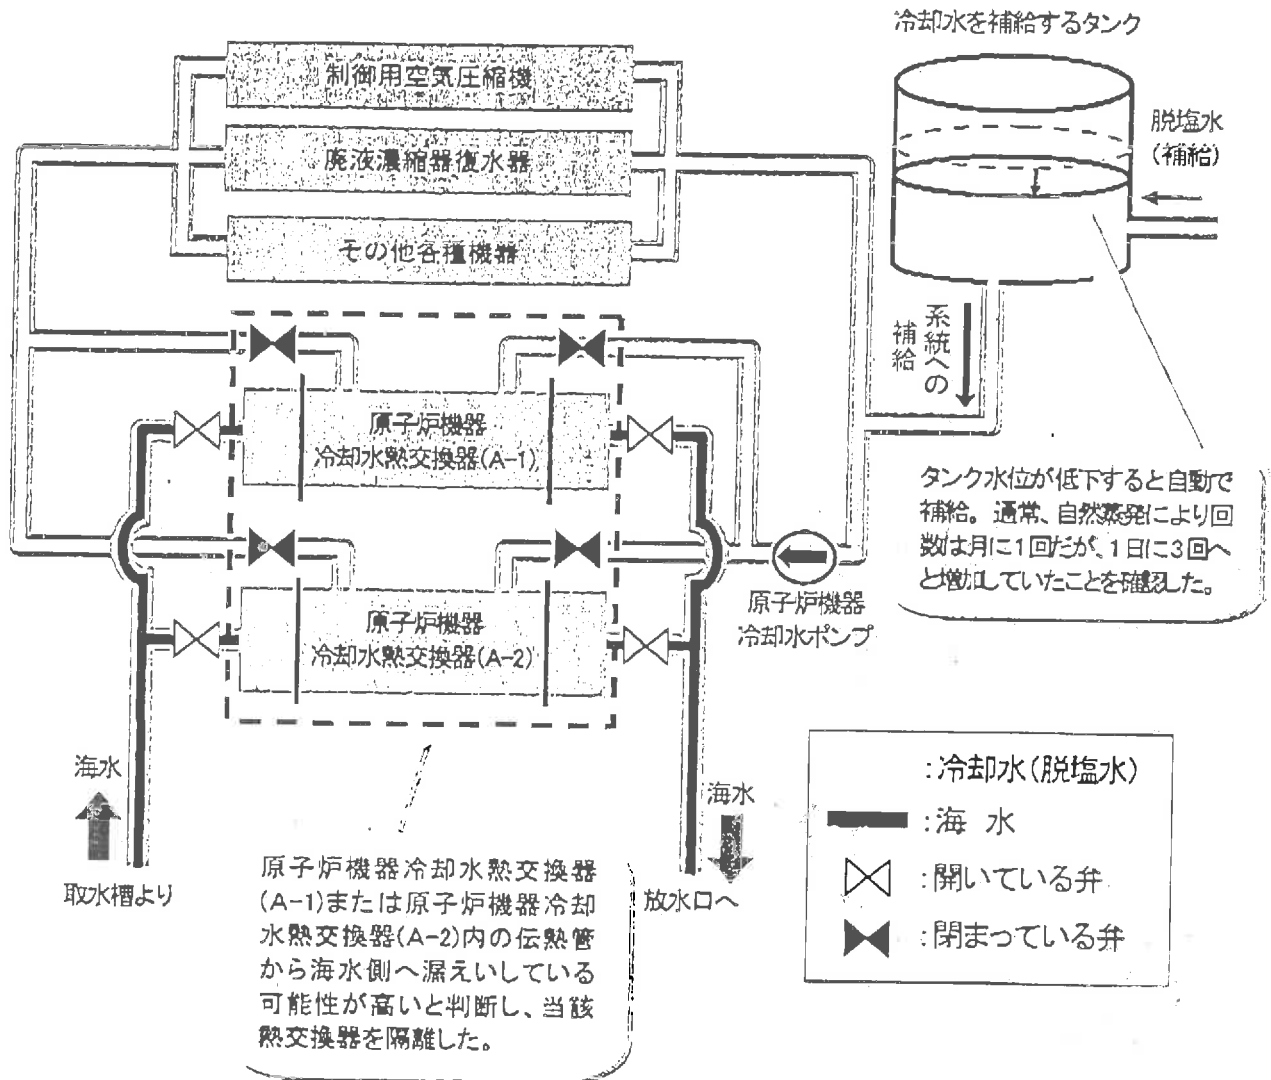 冷却水を補給するタンク
制御用空気圧縮機
廃液濃縮器復水器
その他各種機器
脱塩水
(補給)
系統への
補給
原子炉機器
冷却水熱交換器(A-1)
タンク水位が低下すると自動で
補給。通常、自然蒸発により回
数は月に1回だが、1日に3回へ
と増加していたことを確認した。
原子炉機器
冷却水ポンプ
原子炉機器
冷却水熱交換器(A-2)
海水
取水槽より
海水
放水口へ
:冷却水(脱塩水)
:海 水
:開いている弁
:閉まっている弁
原子炉機器冷却水熱交換器
(A-1)または原子炉機器冷却
水熱交換器(A-2)内の伝熱管
から海水側へ漏えいしている
可能性が高いと判断し、当該
熱交換器を隔離した。